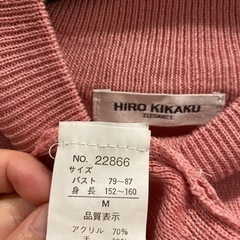 HIRO KIKAKU
ELEGANCE
NO. 22866
サイズ
バスト 79~87
身長 152~160
M
品質表示
アクリル 70%